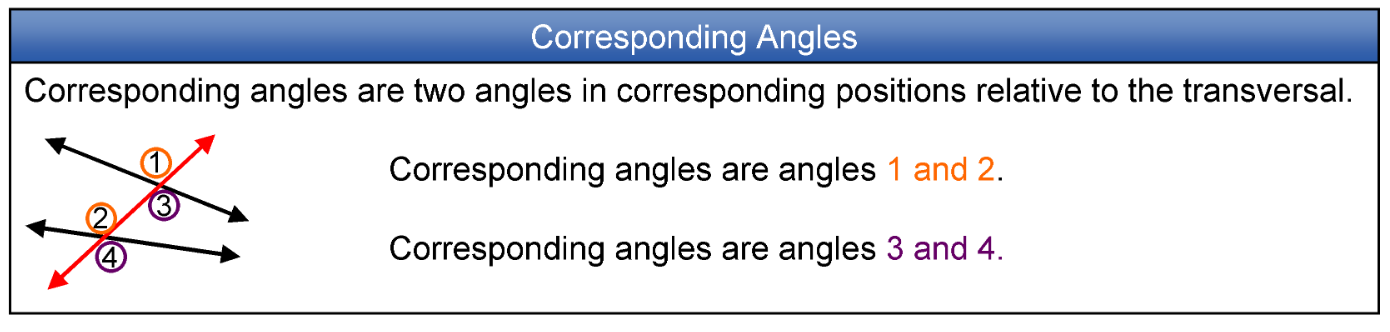 Corresponding Angles
Corresponding angles are two angles in corresponding positions relative to the transversal.
1
Corresponding angles are angles 1 and 2.
3
2
Corresponding angles are angles 3 and 4.
4